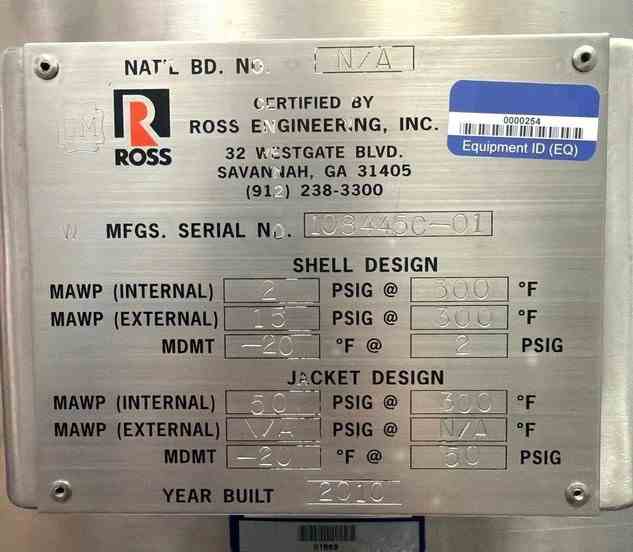 NAT'L BD. NO. N/A
UM
R
ROSS
CERTIFIED BY
ROSS ENGINEERING, INC.
32 WESTGATE BLVD.
SAVANNAH, GA 31405
(912) 238-3300
0000254
Equipment ID (EQ)
W MFGS. SERIAL NO. 108445C-01
SHELL DESIGN
MAWP (INTERNAL) 2 PSIG @ 300 °F
MAWP (EXTERNAL) 15 PSIG @ 300 °F
MDMT -20 °F @ 2 PSIG
JACKET DESIGN
MAWP (INTERNAL) 50 PSIG @ 300 °F
MAWP (EXTERNAL) N/A PSIG @ N/A °F
MDMT -20 °F @ 50 PSIG
YEAR BUILT 2010